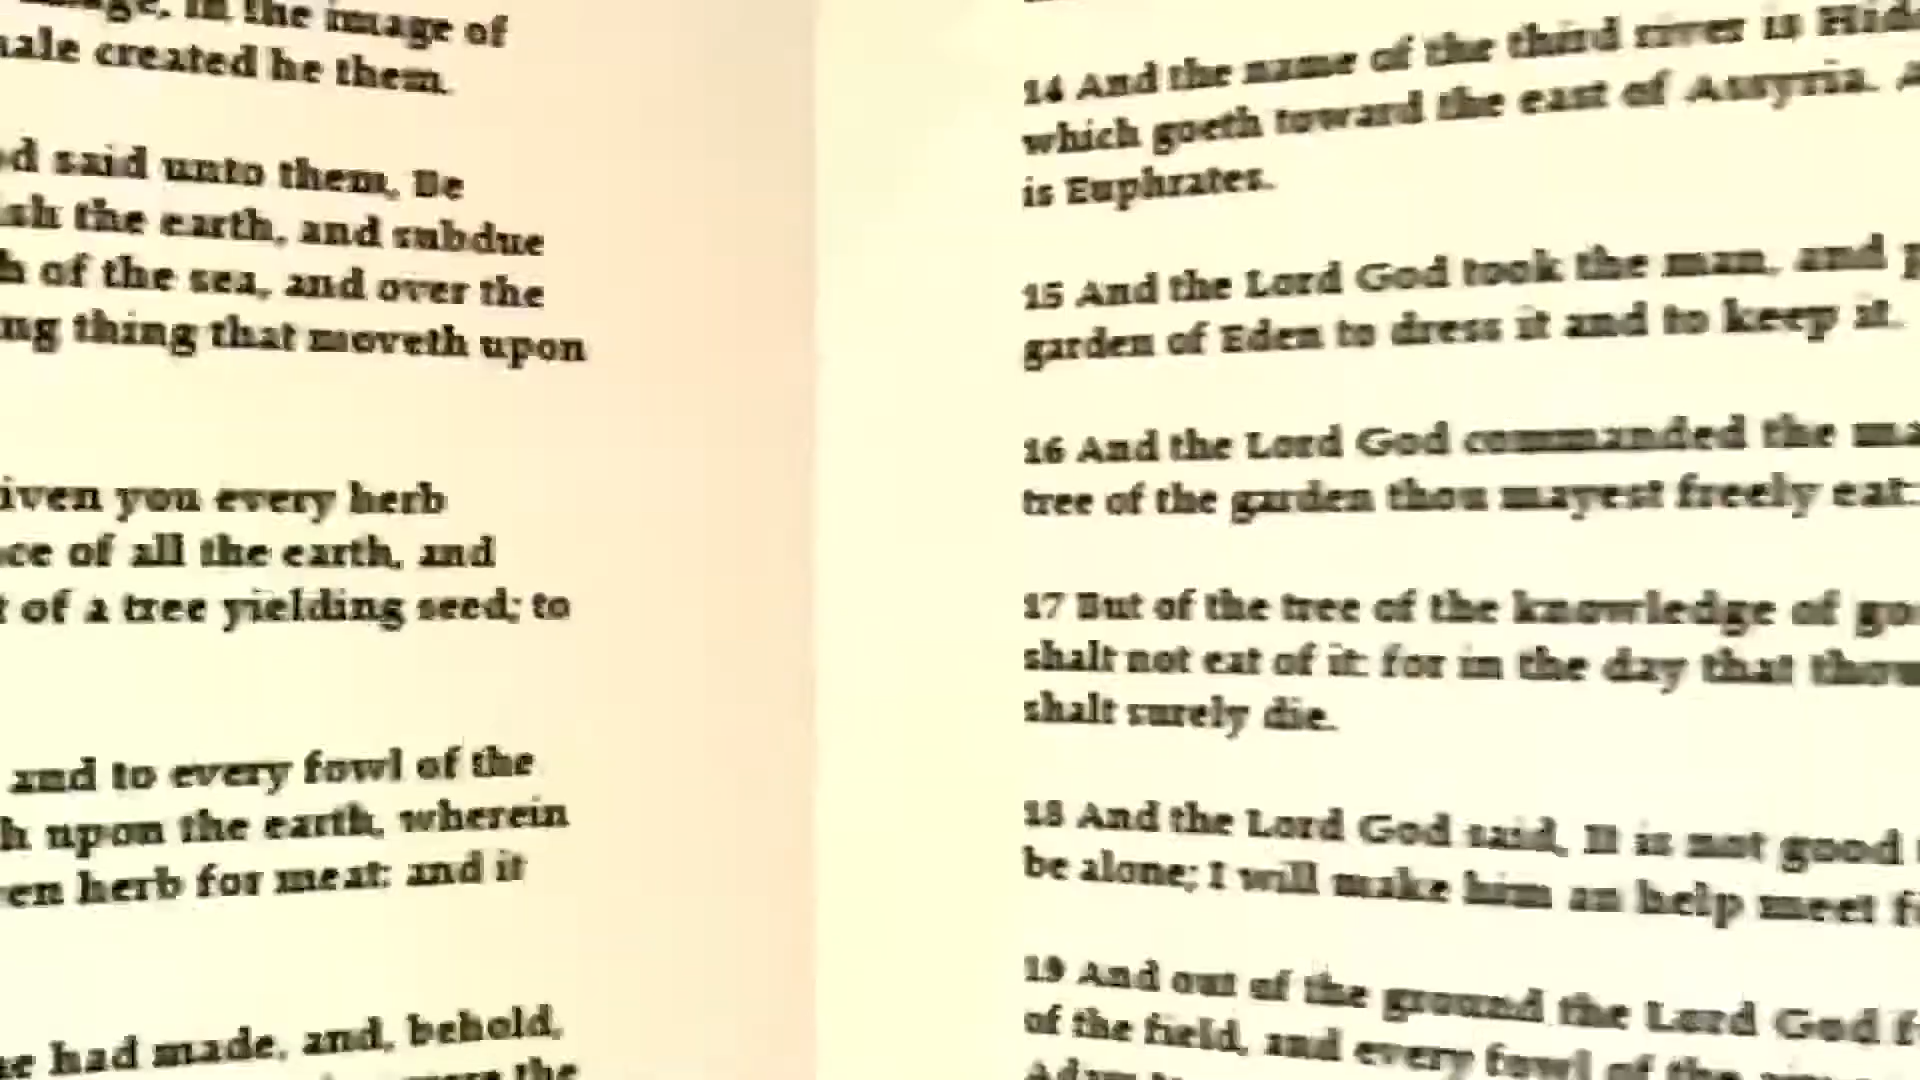 in the image of
created he them.
said unto them, Be
the earth, and subdue
of the sea, and over the
thing that moveth upon
you every herb
of all the earth, and
of a tree yielding seed; to
and to every fowl of the
upon the earth, wherein
herb for meat: and it
had made, and, behold,
the
14 And the name of the third river is
which goeth toward the east of Assyria.
is Euphrates.
15 And the Lord God took the man, and
garden of Eden to dress it and to keep it.
16 And the Lord God commanded the
tree of the garden thou mayest freely eat:
17 But of the tree of the knowledge of
shalt not eat of it: for in the day that thou
shalt surely die.
18 And the Lord God said, It is not good
be alone; I will make him an help meet
19 And out of the ground the Lord God
of the field, and every fowl of the
Adam